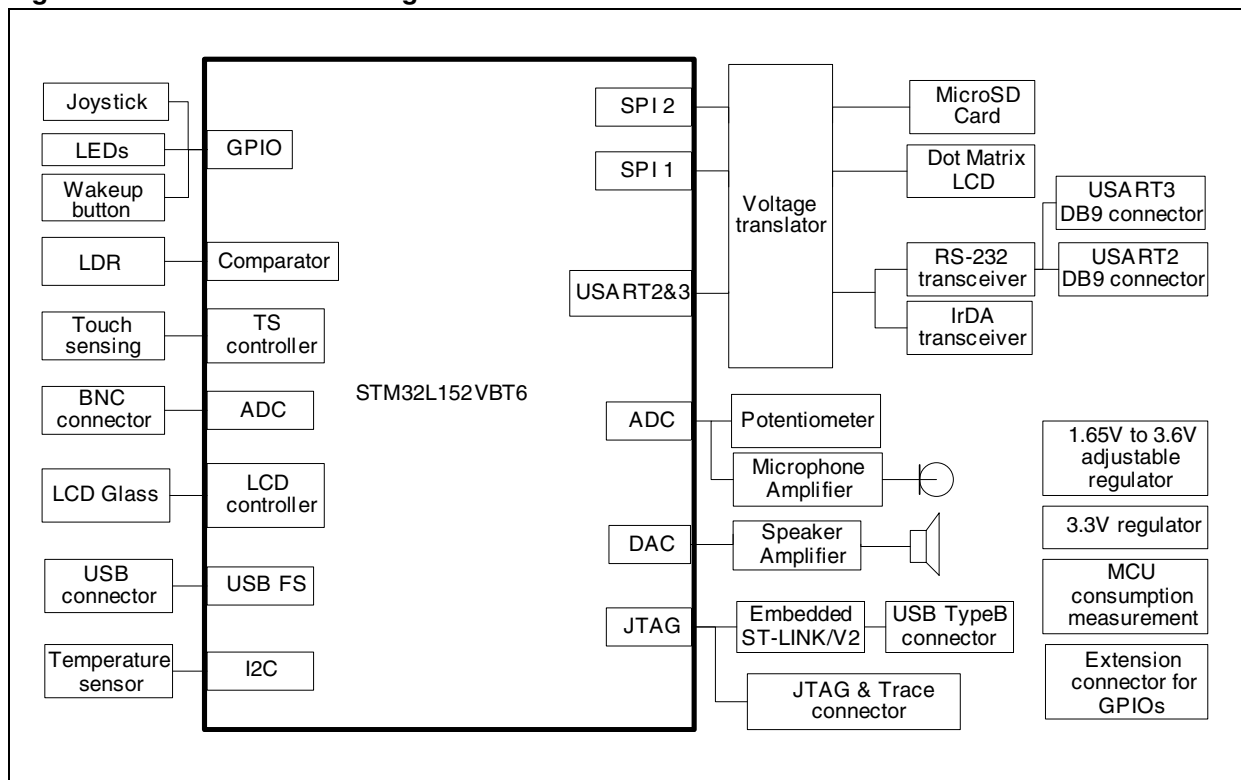 Joystick
LEDs
Wakeup
button
LDR
Touch
sensing
BNC
connector
LCD Glass
USB
connector
Temperature
sensor
GPIO
Comparator
TS
controller
ADC
LCD
controller
USB FS
I2C
STM32L152VBT6
SPI 2
SPI 1
USART2&3
ADC
DAC
JTAG
Voltage
translator
MicroSD
Card
Dot Matrix
LCD
RS-232
transceiver
IrDA
transceiver
USART3
DB9 connector
USART2
DB9 connector
Potentiometer
Microphone
Amplifier
Speaker
Amplifier
Embedded
ST-LINK/V2
USB TypeB
connector
JTAG & Trace
connector
1.65V to 3.6V
adjustable
regulator
3.3V regulator
MCU
consumption
measurement
Extension
connector for
GPIOs